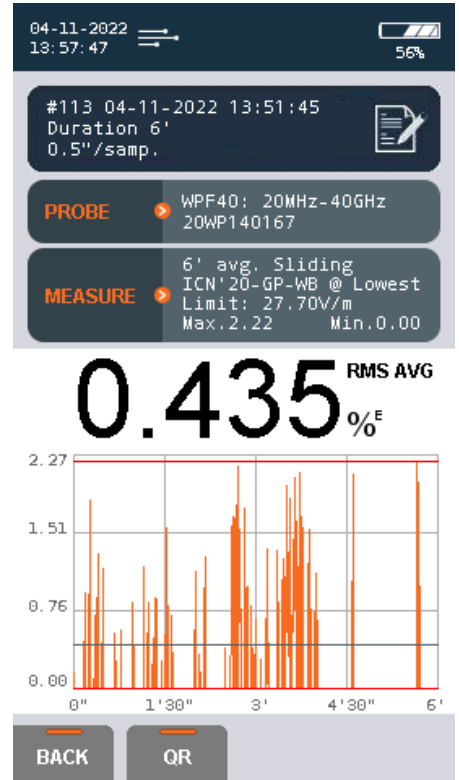 04-11-2022
13:57:47
56%
#113 04-11-2022 13:51:45
Duration 6'
0.5"/samp.
PROBE
WPF40: 20MHz-40GHz
20WP140167
MEASURE
6' avg. Sliding
ICN'20-GP-WB @ Lowest
Limit: 27.70V/m
Max.2.22 Min.0.00
0.435 RMS AVG
%E
2.27
1.51
0.76
0.00
0" 1'30" 3' 4'30" 6'
BACK QR